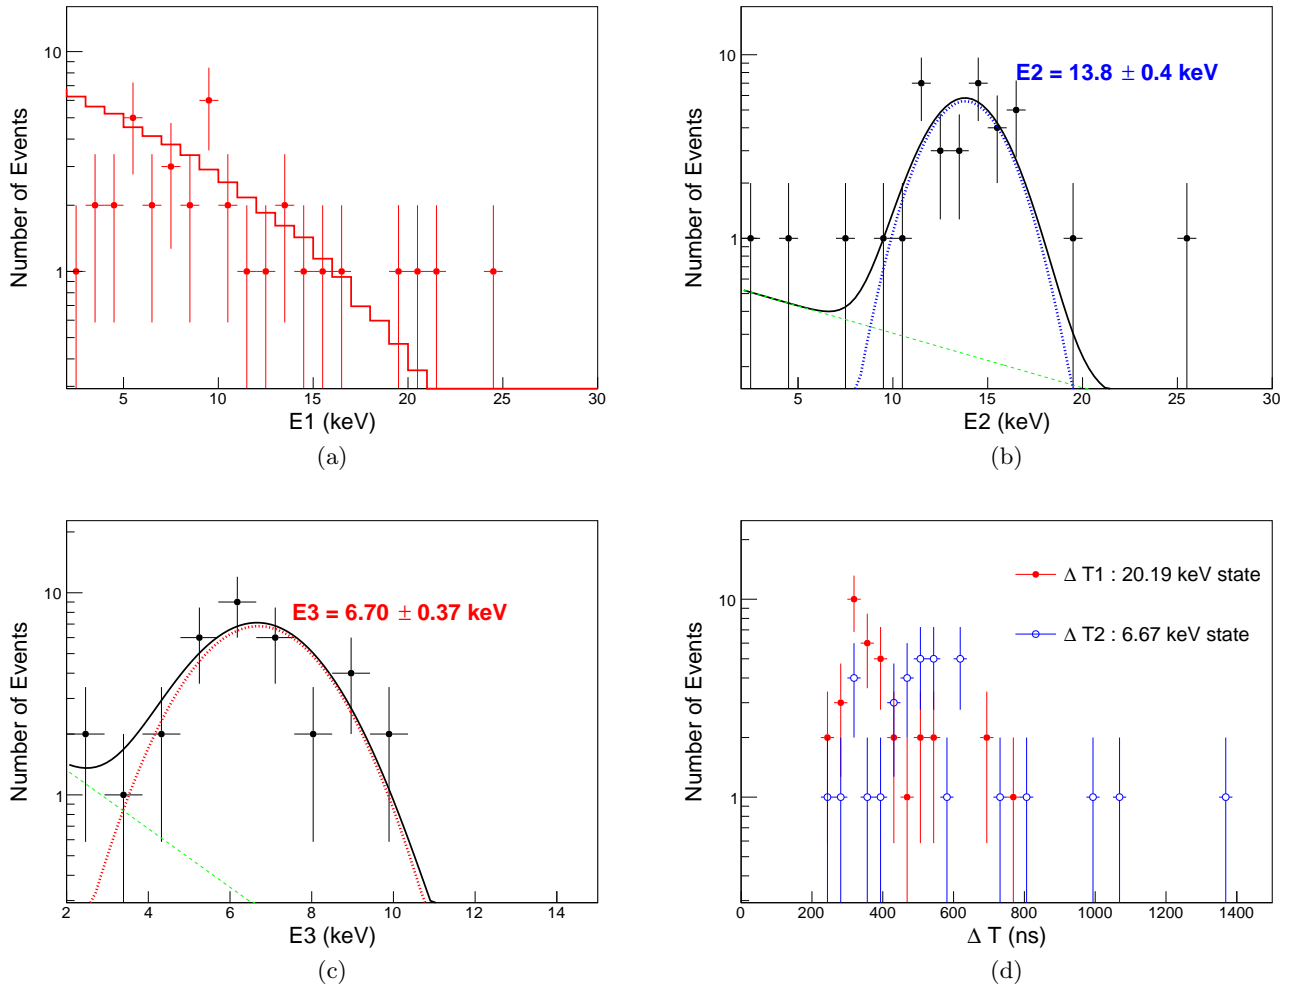 10
1
Number of Events
5
10
15
20
25
30
E1 (keV)
(a)
10
1
Number of Events
E2 = 13.8 ± 0.4 keV
5
10
15
20
25
30
E2 (keV)
(b)
10
1
Number of Events
E3 = 6.70 ± 0.37 keV
2
4
6
8
10
12
14
E3 (keV)
(c)
10
1
Number of Events
Δ T1 : 20.19 keV state
Δ T2 : 6.67 keV state
0
200
400
600
800
1000
1200
1400
Δ T (ns)
(d)